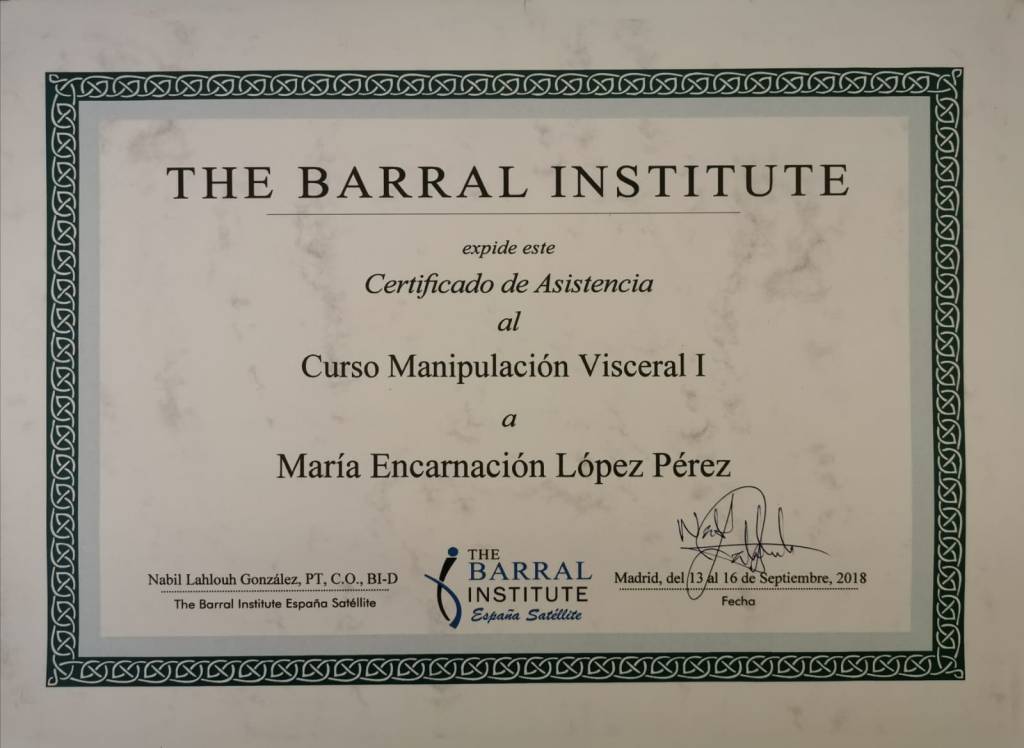 THE BARRAL INSTITUTE
expide este
Certificado de Asistencia
al
Curso Manipulación Visceral I
a
María Encarnación López Pérez
Nabil Lahlouh González, PT, C.O., BI-D
The Barral Institute España Satéllite
THE
BARRAL
INSTITUTE
España Satéllite
Madrid, del 13 al 16 de Septiembre, 2018
Fecha